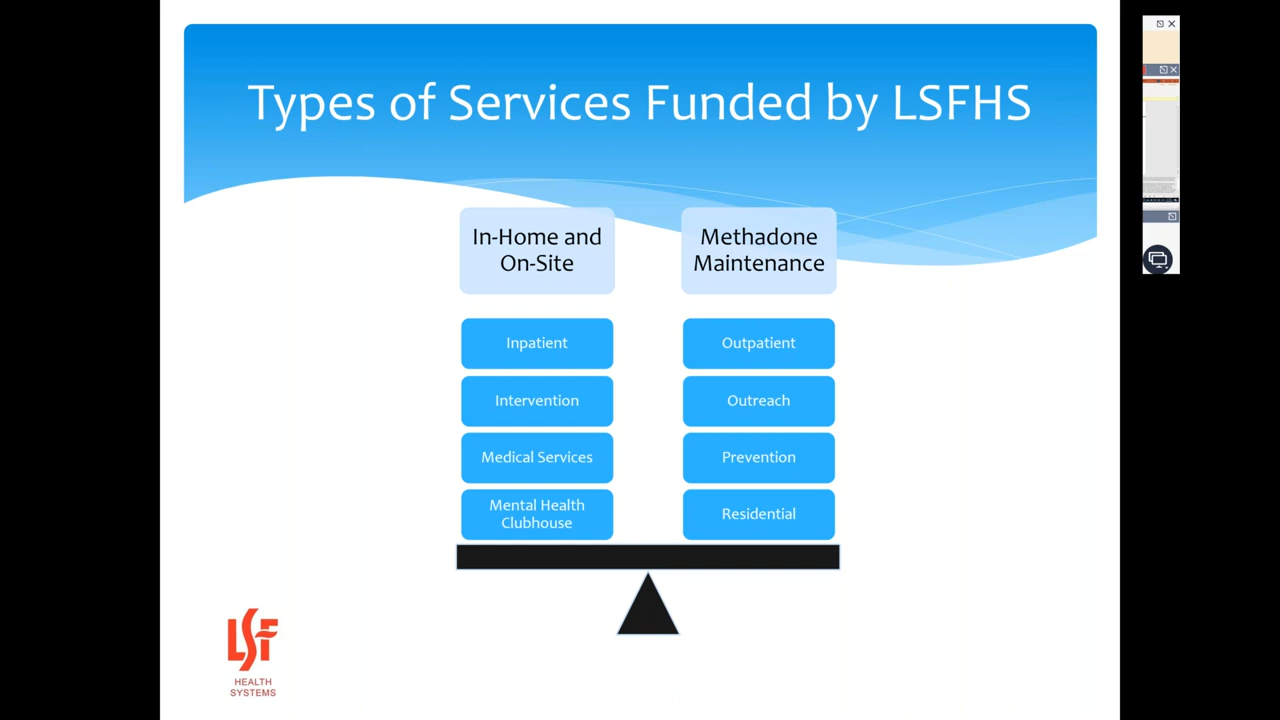 Types of Services Funded by LSFHS
In-Home and
On-Site
Methadone
Maintenance
Inpatient
Outpatient
Intervention
Outreach
Medical Services
Prevention
Mental Health
Clubhouse
Residential
LSF
HEALTH
SYSTEMS